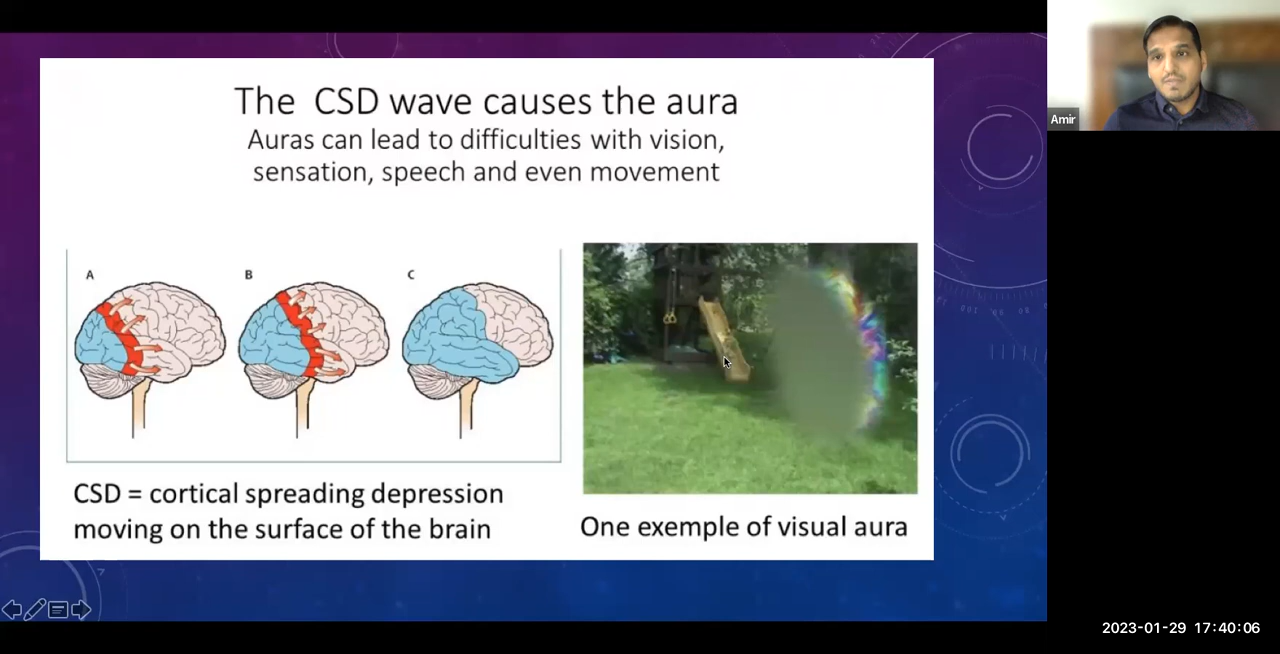 The CSD wave causes the aura
Auras can lead to difficulties with vision,
sensation, speech and even movement
A
B
C
CSD = cortical spreading depression
moving on the surface of the brain
One exemple of visual aura
Amir
2023-01-29 17:40:06